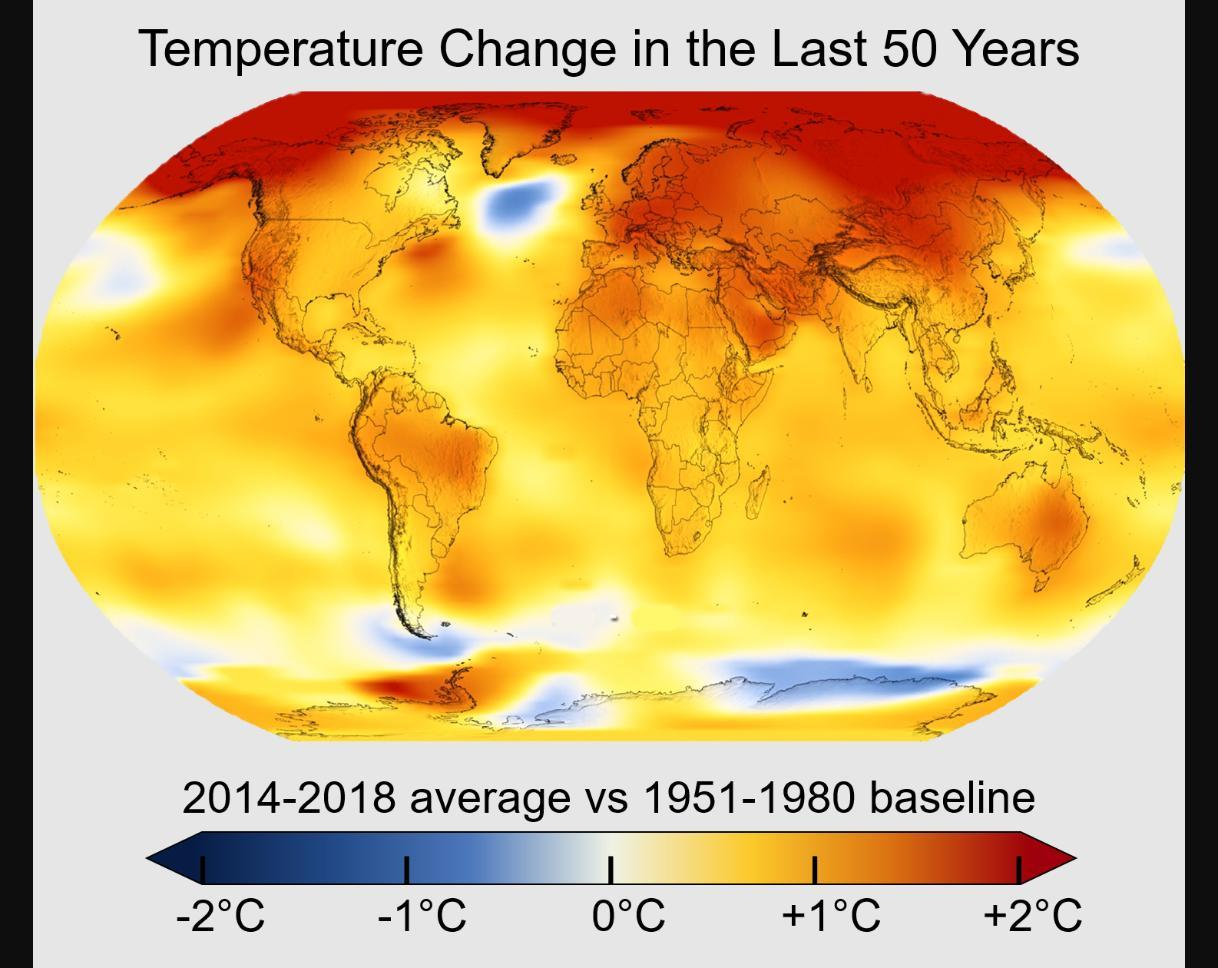 Temperature Change in the Last 50 Years
2014-2018 average vs 1951-1980 baseline
-2°C -1°C 0°C +1°C +2°C